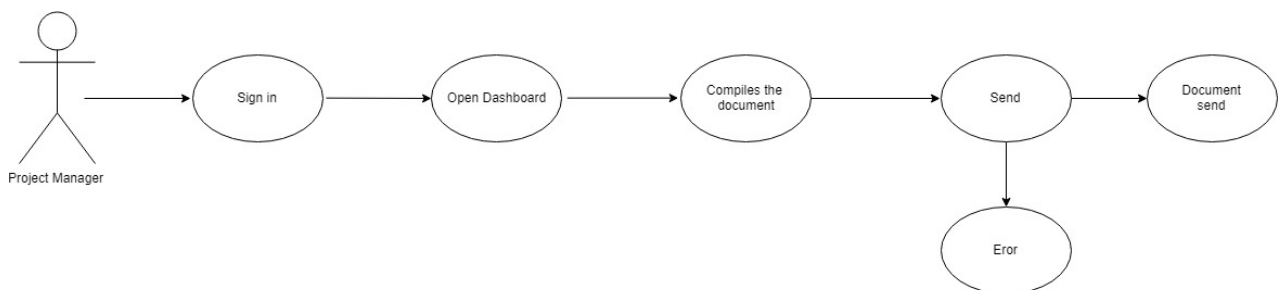 Project Manager
Sign in
Open Dashboard
Compiles the
document
Send
Document
send
Eror